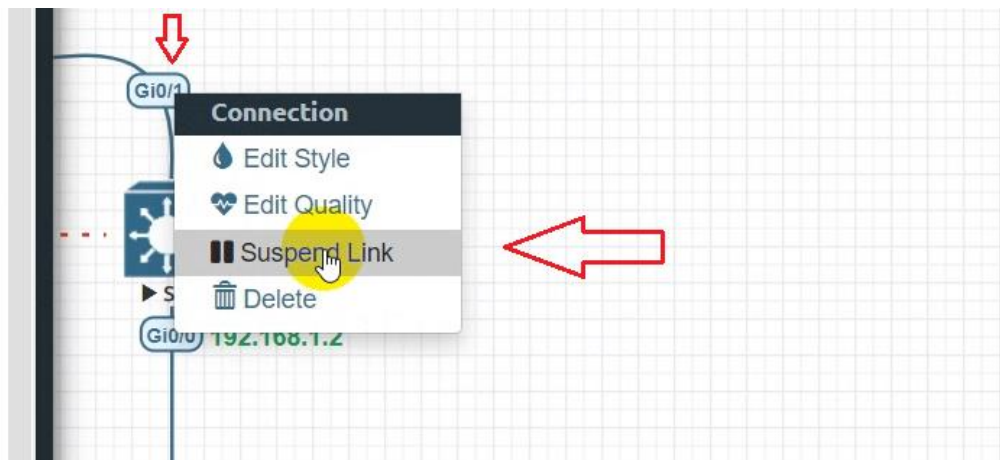 Gi0/1
Connection
Edit Style
Edit Quality
Suspend Link
Delete
S
Gi0/0 192.168.1.2